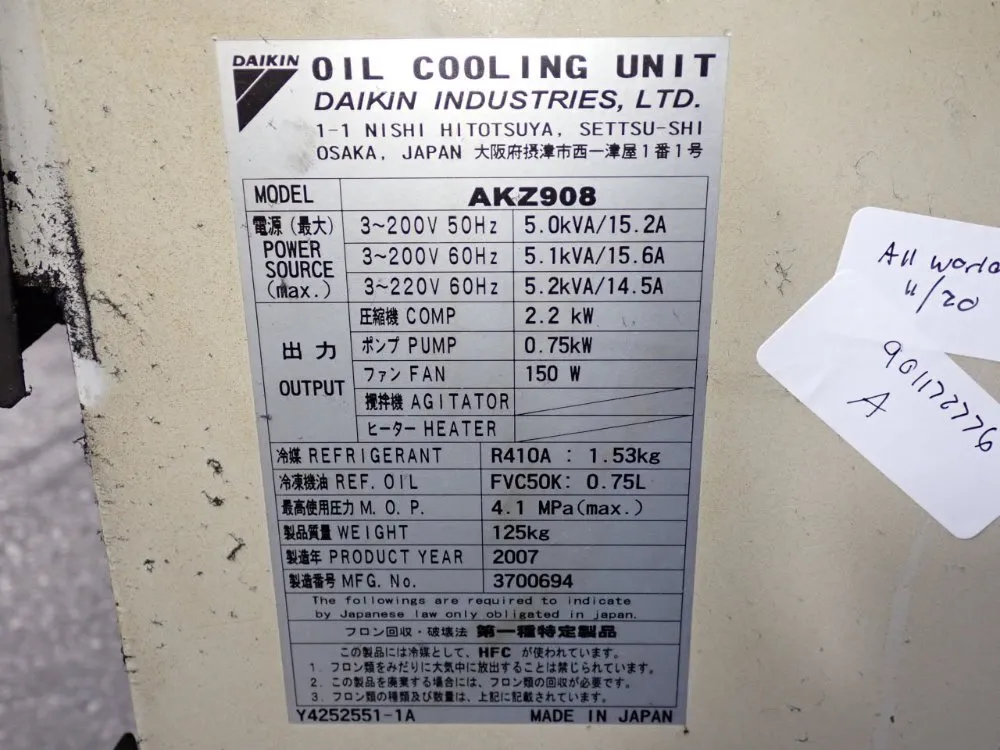 DAIKIN OIL COOLING UNIT
DAIKIN INDUSTRIES, LTD.
1-1 NISHI HITOTSUYA, SETTSU-SHI
OSAKA, JAPAN 大阪府摂津市西一津屋1番1号
MODEL AKZ908
電源(最大) POWER SOURCE (max.)
3~200V 50Hz 5.0kVA/15.2A
3~200V 60Hz 5.1kVA/15.6A
3~220V 60Hz 5.2kVA/14.5A
出力 OUTPUT
圧縮機 COMP 2.2 kW
ポンプ PUMP 0.75kW
ファン FAN 150 W
攪拌機 AGITATOR
ヒーター HEATER
冷媒 REFRIGERANT R410A : 1.53kg
冷凍機油 REF. OIL FVC50K: 0.75L
最高使用圧力 M. O. P. 4.1 MPa(max.)
製品質量 WEIGHT 125kg
製造年 PRODUCT YEAR 2007
製造番号 MFG. No. 3700694
The followings are required to indicate
by Japanese law only obligated in japan.
フロン回収・破壊法 第一種特定製品
この製品には冷媒として、HFC が使われています。
1. フロン類をみだりに大気中に放出することは禁じられています。
2. この製品を廃棄する場合には、フロン類の回収が必要です。
3. フロン類の種類及び数量は、上記に記載されています。
Y4252551-1A MADE IN JAPAN
All world
11/20
901172776
A